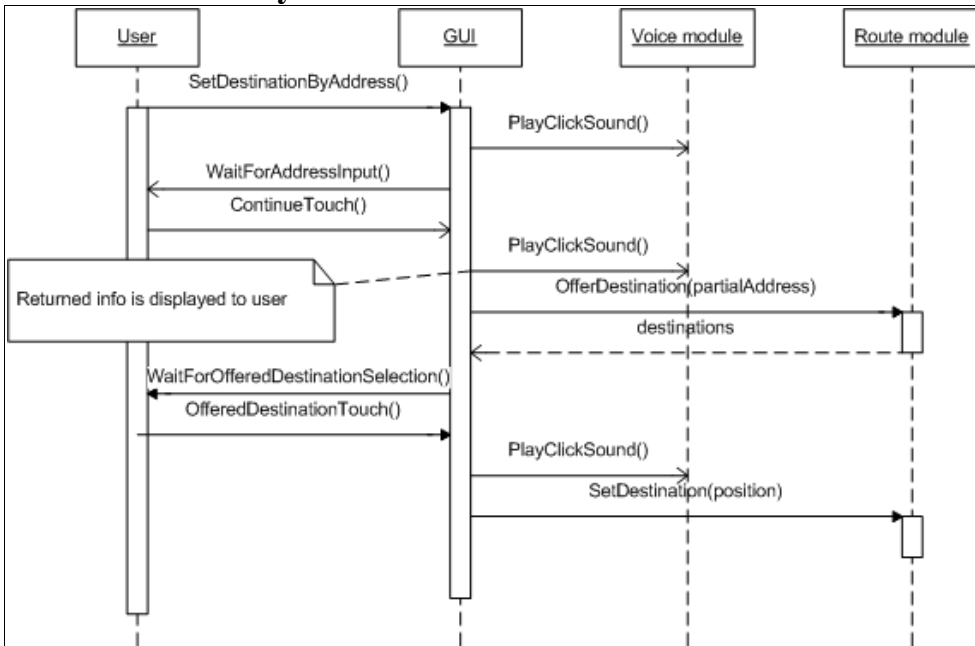 User
GUI
Voice module
Route module
SetDestinationByAddress()
PlayClickSound()
WaitForAddressInput()
ContinueTouch()
PlayClickSound()
Returned info is displayed to user
OfferDestination(partialAddress)
destinations
WaitForOfferedDestinationSelection()
OfferedDestinationTouch()
PlayClickSound()
SetDestination(position)